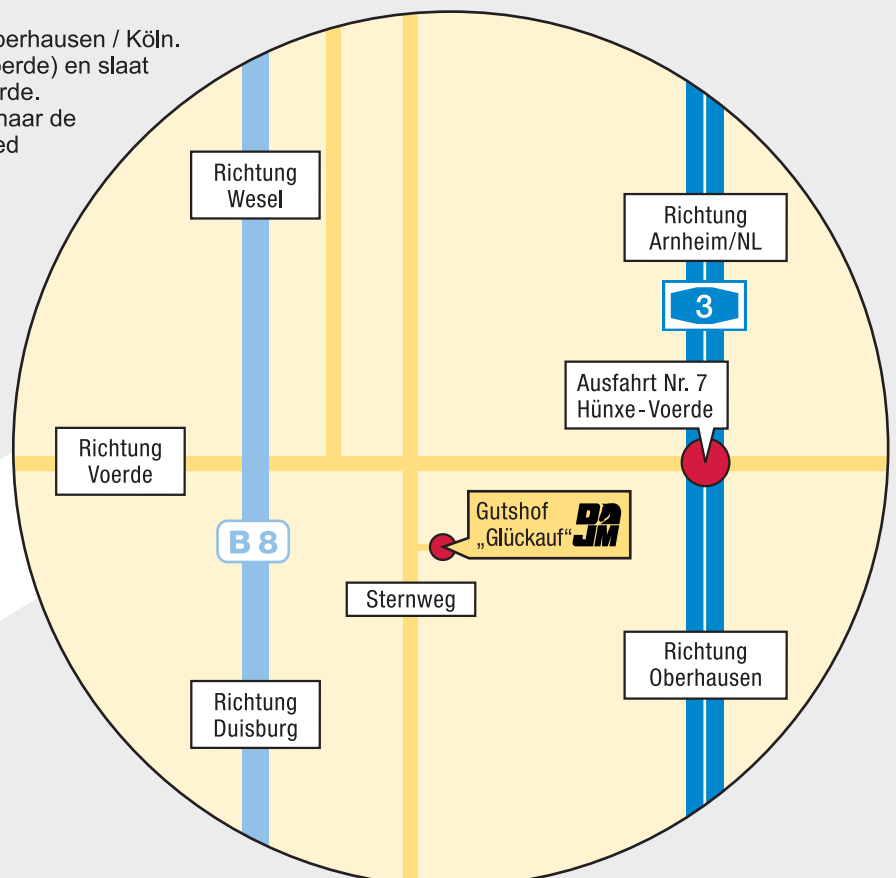 berhausen / Köln.
erde) en slaat
rde.
naar de
ed
Richtung
Wesel
Richtung
Arnheim/NL
3
Ausfahrt Nr. 7
Hünxe-Voerde
Richtung
Voerde
Gutshof
„Glückauf“
B 8
Sternweg
Richtung
Oberhausen
Richtung
Duisburg